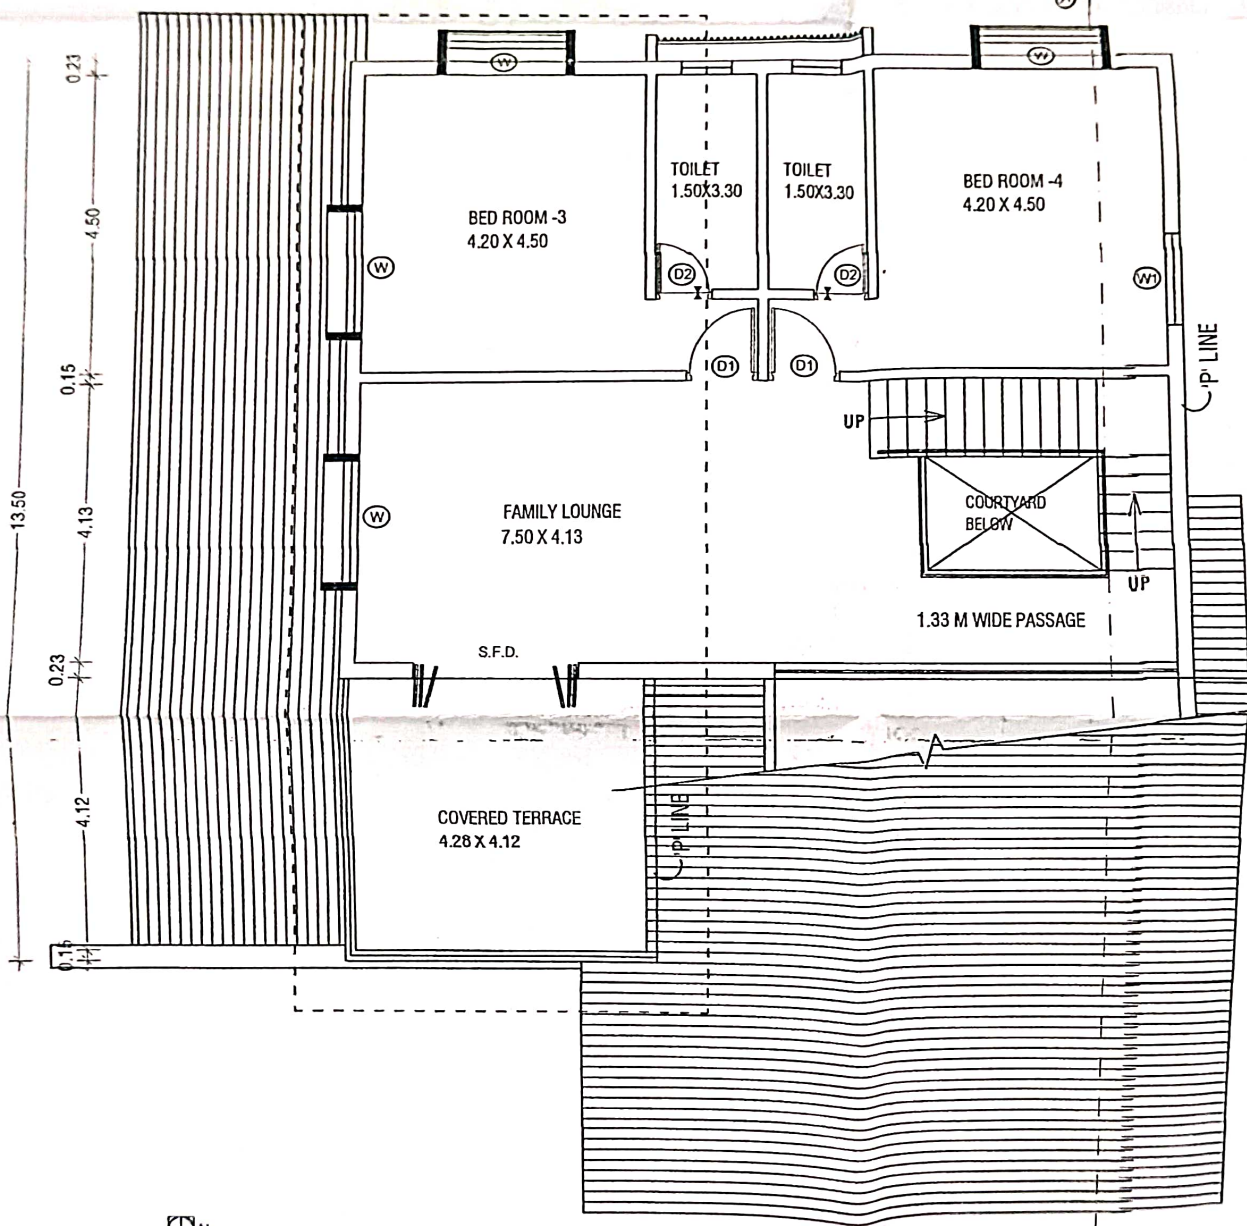 0.23
W
W
4.50
TOILET
1.50X3.30
TOILET
1.50X3.30
BED ROOM -3
4.20 X 4.50
BED ROOM -4
4.20 X 4.50
W
D2
D2
W1
0.15
D1
D1
'P' LINE
UP
13.50
4.13
W
FAMILY LOUNGE
7.50 X 4.13
COURTYARD
BELOW
UP
1.33 M WIDE PASSAGE
0.23
S.F.D.
4.12
COVERED TERRACE
4.28 X 4.12
'P' LINE
0.15